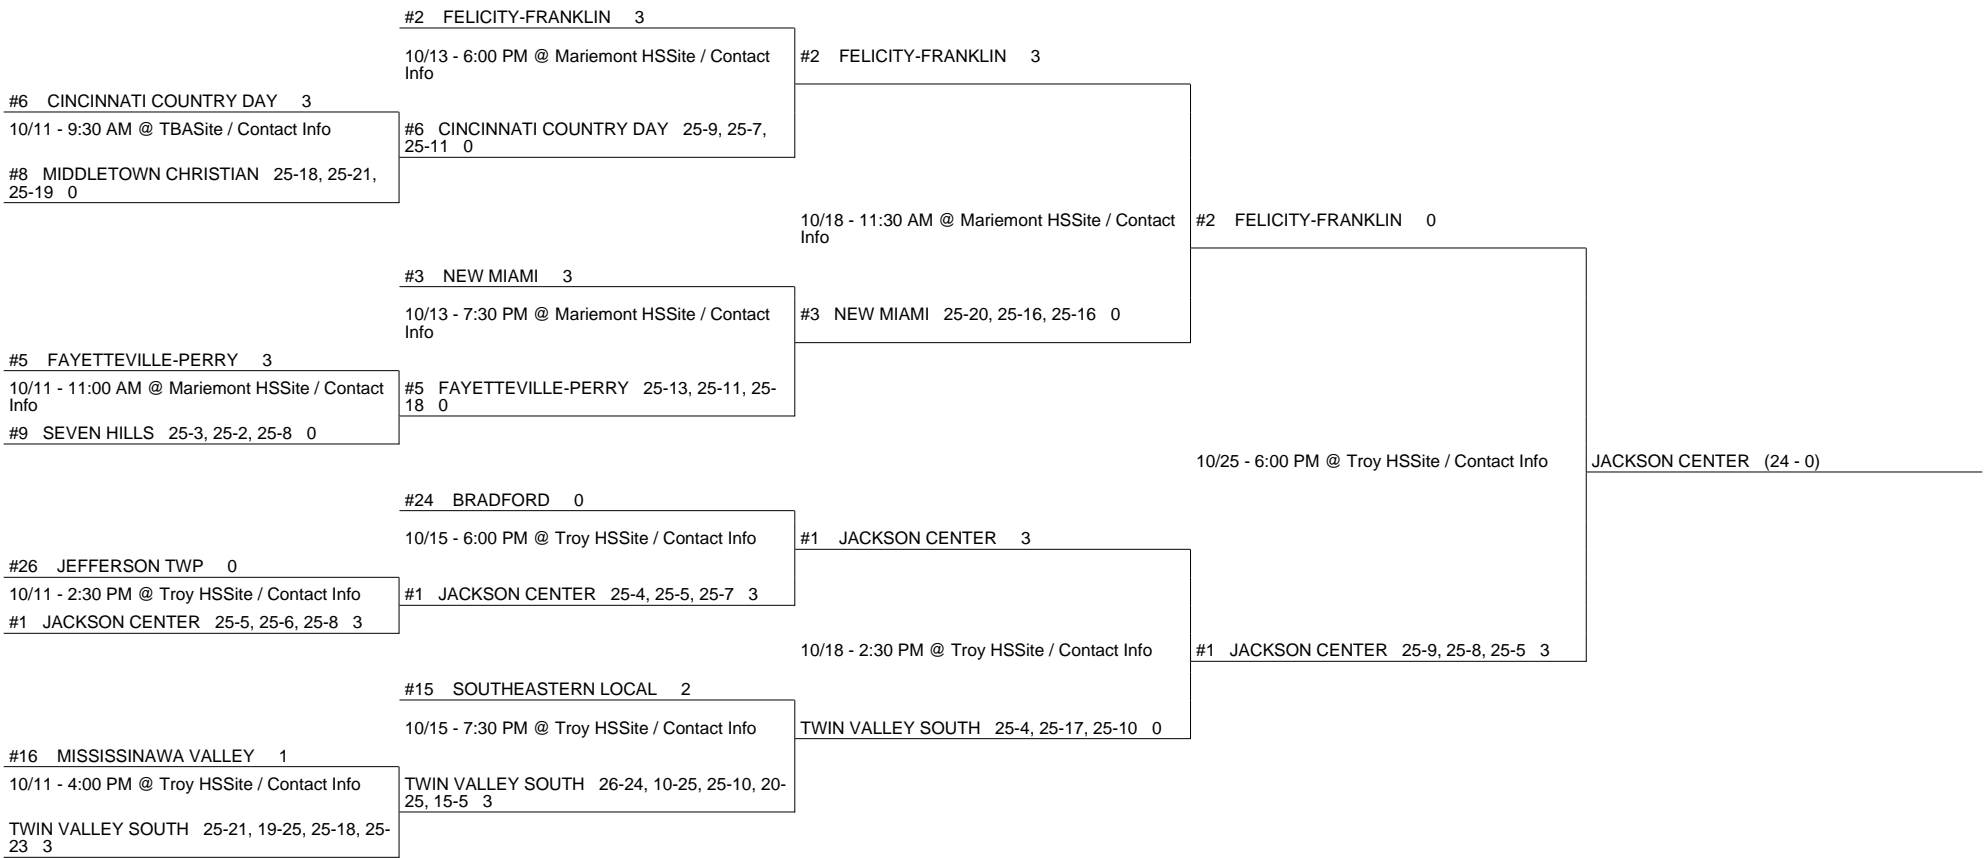 #2 FELICITY-FRANKLIN 3
10/13 - 6:00 PM @ Mariemont HSSite / Contact
Info
#2 FELICITY-FRANKLIN 3
#6 CINCINNATI COUNTRY DAY 3
10/11 - 9:30 AM @ TBASite / Contact Info
#6 CINCINNATI COUNTRY DAY 25-9, 25-7,
25-11 0
#8 MIDDLETOWN CHRISTIAN 25-18, 25-21,
25-19 0
10/18 - 11:30 AM @ Mariemont HSSite / Contact
Info
#2 FELICITY-FRANKLIN 0
#3 NEW MIAMI 3
10/13 - 7:30 PM @ Mariemont HSSite / Contact
Info
#3 NEW MIAMI 25-20, 25-16, 25-16 0
#5 FAYETTEVILLE-PERRY 3
10/11 - 11:00 AM @ Mariemont HSSite / Contact
Info
#5 FAYETTEVILLE-PERRY 25-13, 25-11, 25-
18 0
#9 SEVEN HILLS 25-3, 25-2, 25-8 0
10/25 - 6:00 PM @ Troy HSSite / Contact Info
JACKSON CENTER (24 - 0)
#24 BRADFORD 0
10/15 - 6:00 PM @ Troy HSSite / Contact Info
#1 JACKSON CENTER 3
#26 JEFFERSON TWP 0
10/11 - 2:30 PM @ Troy HSSite / Contact Info
#1 JACKSON CENTER 25-4, 25-5, 25-7 3
#1 JACKSON CENTER 25-5, 25-6, 25-8 3
10/18 - 2:30 PM @ Troy HSSite / Contact Info
#1 JACKSON CENTER 25-9, 25-8, 25-5 3
#15 SOUTHEASTERN LOCAL 2
10/15 - 7:30 PM @ Troy HSSite / Contact Info
TWIN VALLEY SOUTH 25-4, 25-17, 25-10 0
#16 MISSISSINAWA VALLEY 1
10/11 - 4:00 PM @ Troy HSSite / Contact Info
TWIN VALLEY SOUTH 26-24, 10-25, 25-10, 20-
25, 15-5 3
TWIN VALLEY SOUTH 25-21, 19-25, 25-18, 25-
23 3